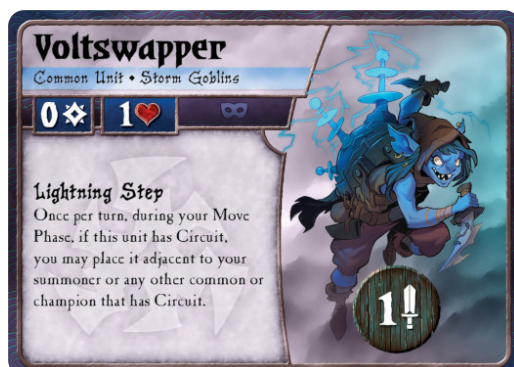 Voltswapper
Common Unit • Storm Goblins
0 1
Lightning Step
Once per turn, during your Move
Phase, if this unit has Circuit,
you may place it adjacent to your
summoner or any other common or
champion that has Circuit.
1